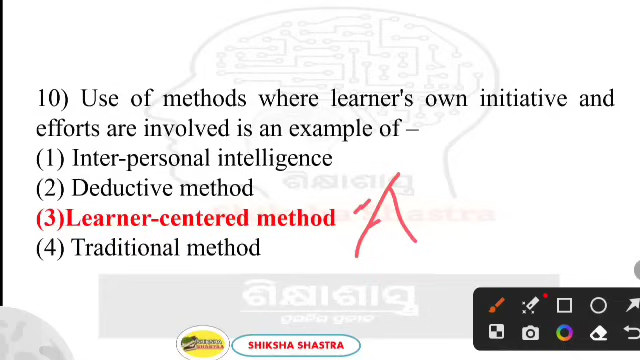 10) Use of methods where learner's own initiative and
efforts are involved is an example of –
(1) Inter-personal intelligence
(2) Deductive method
(3)Learner-centered method
(4) Traditional method
ଶିକ୍ଷାଶାସ୍ତ୍ର
SHIKSHA SHASTRA